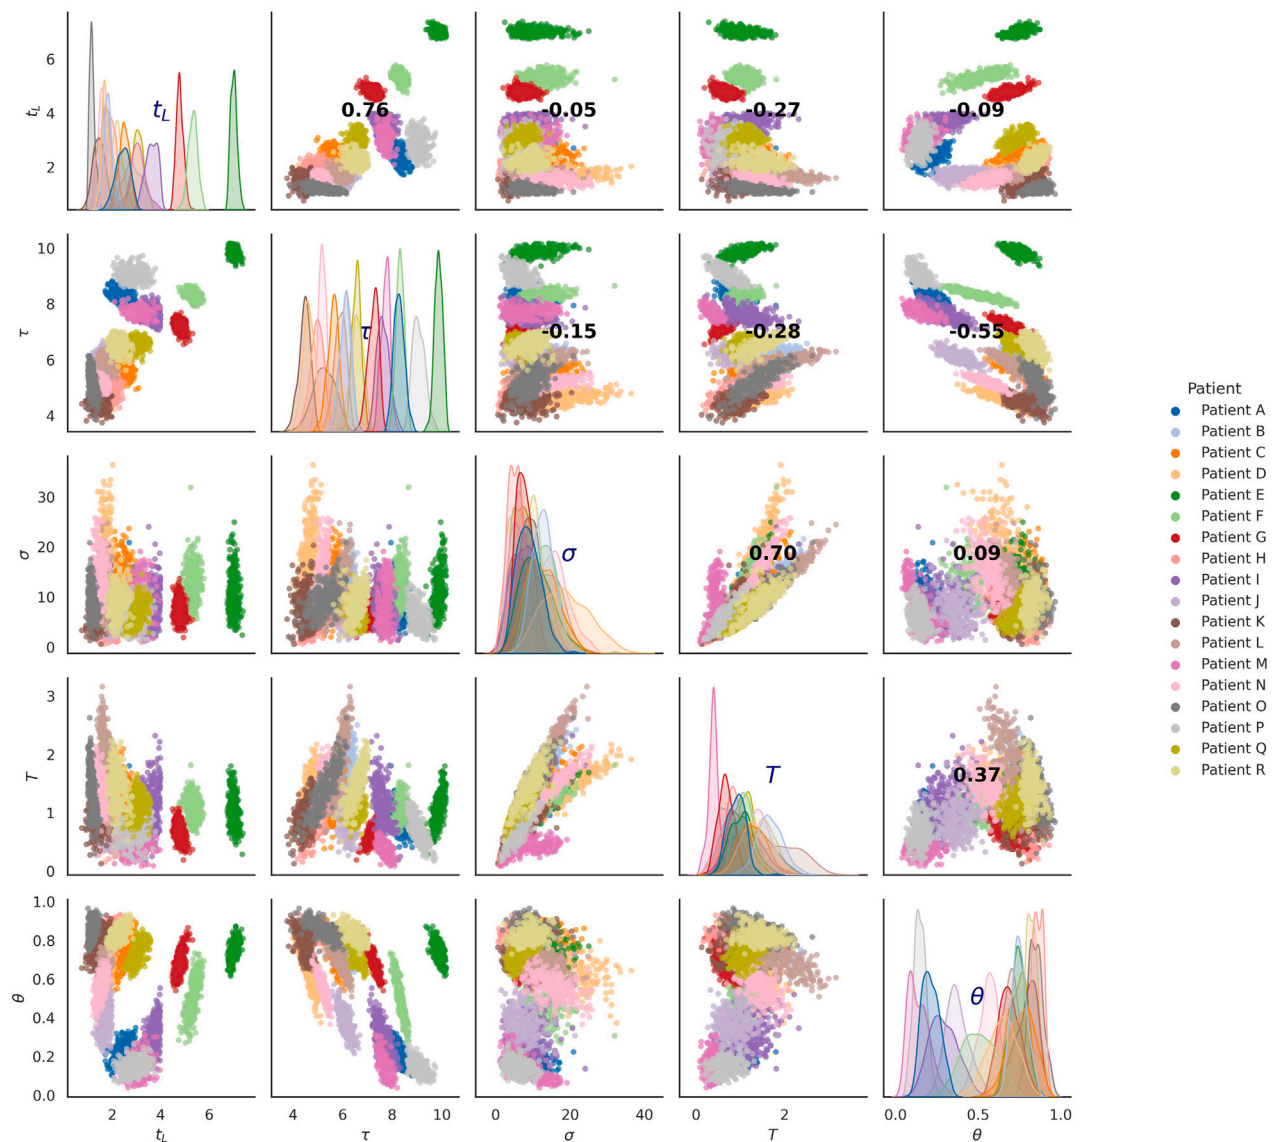 t_L
6
4
2
t_L
0.76
-0.05
-0.27
-0.09
τ
10
8
6
4
τ
-0.15
-0.28
-0.55
σ
30
20
10
0
σ
0.70
0.09
T
3
2
1
0
T
0.37
θ
1.0
0.8
0.6
0.4
0.2
0.0
θ
2 4 6
4 6 8 10
0 20 40
0 2
0.0 0.5 1.0
t_L
τ
σ
T
θ
Patient
Patient A
Patient B
Patient C
Patient D
Patient E
Patient F
Patient G
Patient H
Patient I
Patient J
Patient K
Patient L
Patient M
Patient N
Patient O
Patient P
Patient Q
Patient R